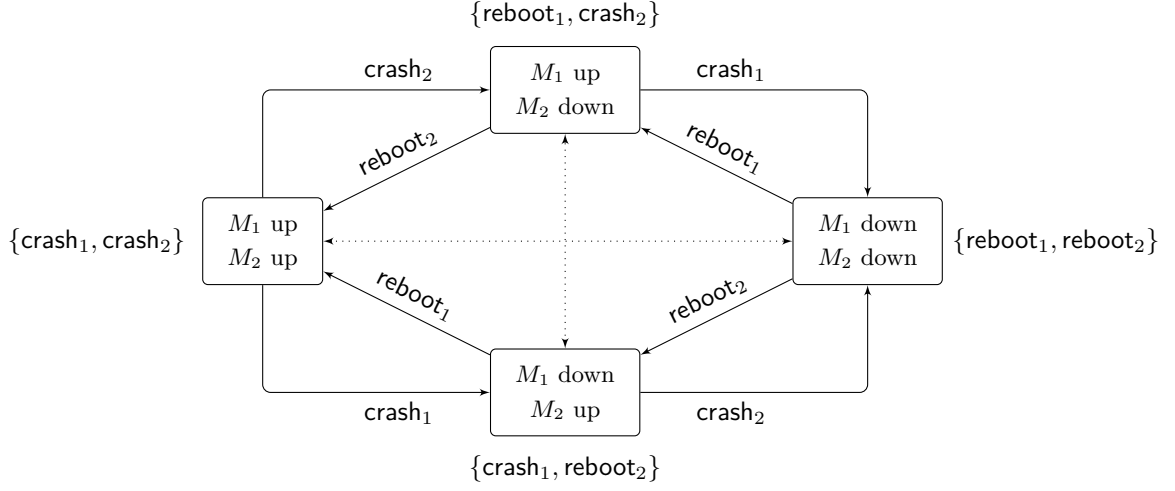 {reboot₁, crash₂}
M₁ up
M₂ down
crash₂
crash₁
reboot₂
reboot₁
{crash₁, crash₂}
M₁ up
M₂ up
M₁ down
M₂ down
{reboot₁, reboot₂}
reboot₁
reboot₂
M₁ down
M₂ up
crash₁
crash₂
{crash₁, reboot₂}